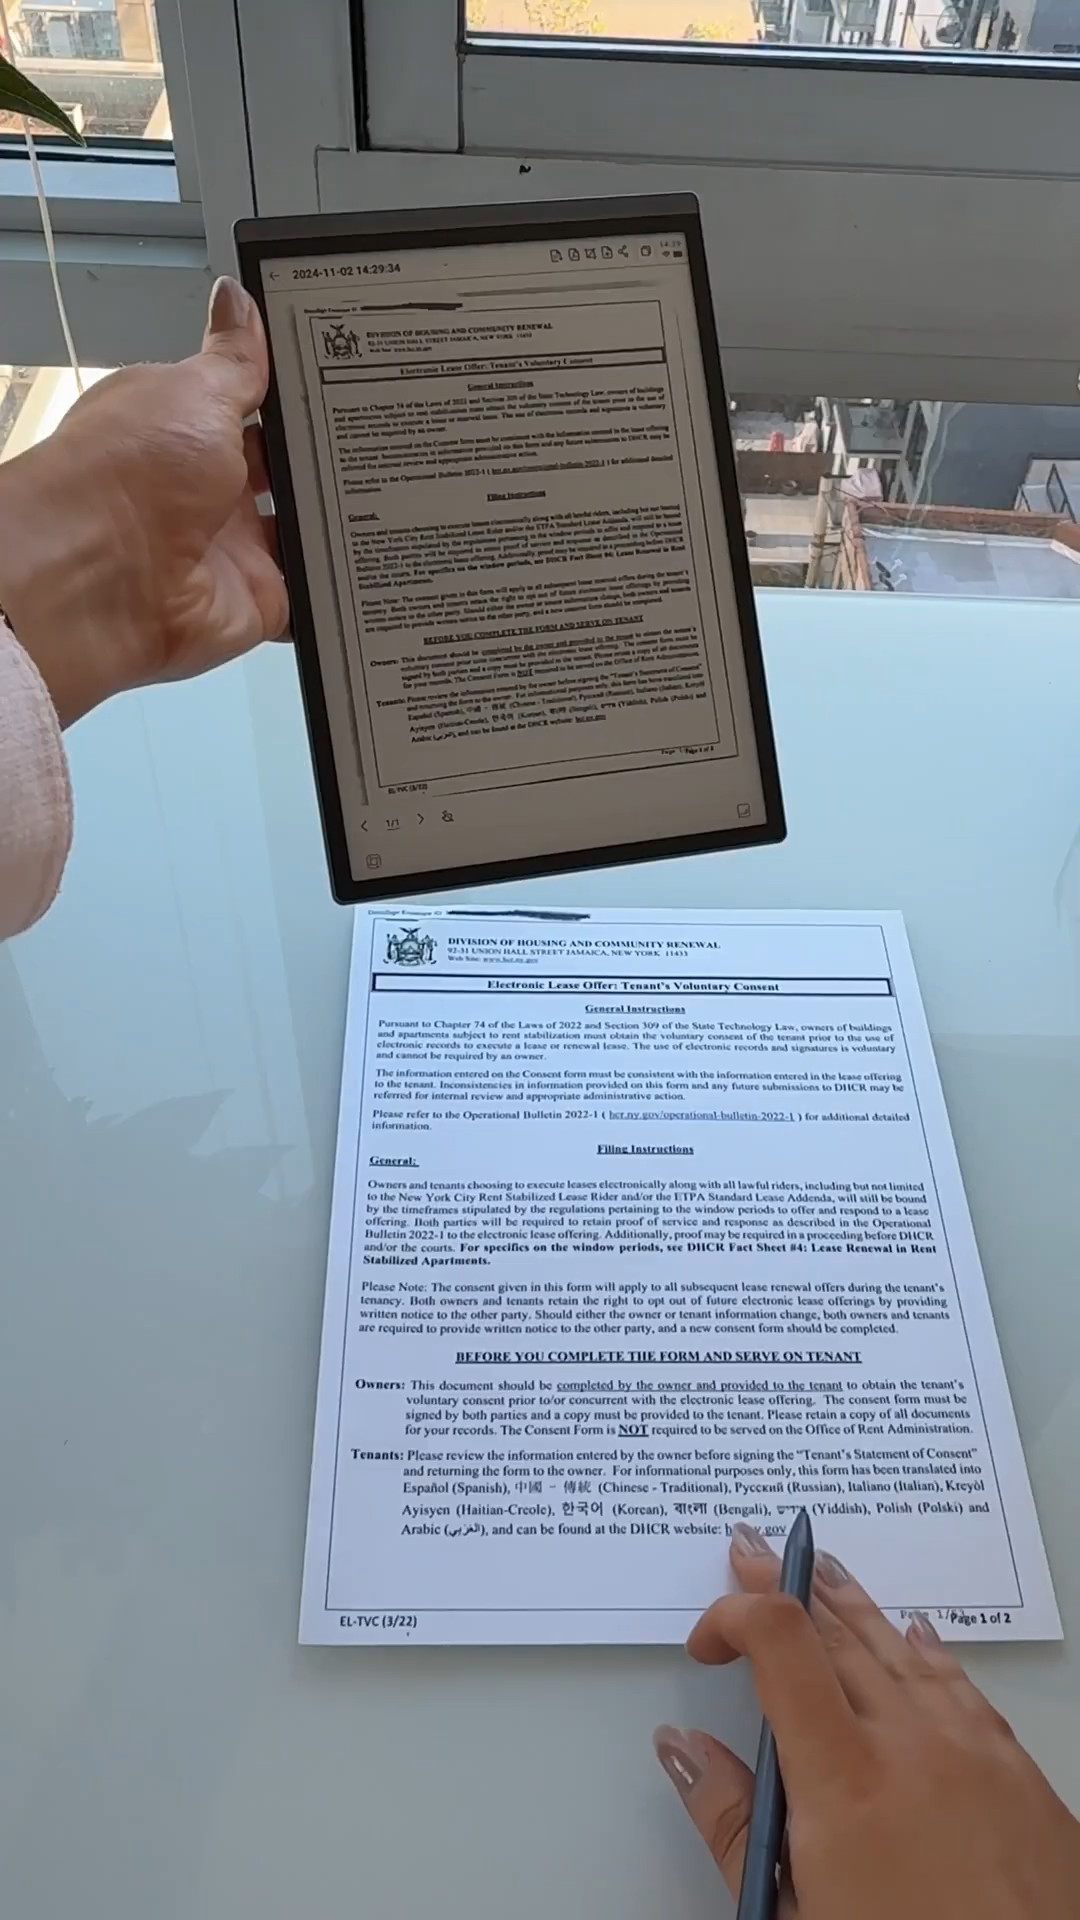 2024-11-02 14:29:34
DIVISION OF HOUSING AND COMMUNITY RENEWAL
92-31 UNION HALL STREET JAMAICA, NEW YORK 11433
Web Site: www.hcr.ny.gov
Electronic Lease Offer: Tenant's Voluntary Consent
General Instructions
Pursuant to Chapter 74 of the Laws of 2022 and Section 309 of the State Technology Law, owners of buildings
and apartments subject to rent stabilization must obtain the voluntary consent of the tenant prior to the use of
electronic records to execute a lease or renewal lease. The use of electronic records and signatures is voluntary
and cannot be required by an owner.
The information entered on the Consent form must be consistent with the information entered in the lease offering
to the tenant. Inconsistencies in information provided on this form and any future submissions to DHCR may be
referred for internal review and appropriate administrative action.
Please refer to the Operational Bulletin 2022-1 ( hcr.ny.gov/operational-bulletin-2022-1 ) for additional detailed
information.
Filing Instructions
General:
Owners and tenants choosing to execute leases electronically along with all lawful riders, including but not limited
to the New York City Rent Stabilized Lease Rider and/or the ETPA Standard Lease Addenda, will still be bound
by the timeframes stipulated by the regulations pertaining to the window periods to offer and respond to a lease
offering. Both parties will be required to retain proof of service and response as described in the Operational
Bulletin 2022-1 to the electronic lease offering. Additionally, proof may be required in a proceeding before DHCR
and/or the courts. For specifics on the window periods, see DHCR Fact Sheet #4: Lease Renewal in Rent
Stabilized Apartments.
Please Note: The consent given in this form will apply to all subsequent lease renewal offers during the tenant's
tenancy. Both owners and tenants retain the right to opt out of future electronic lease offerings by providing
written notice to the other party. Should either the owner or tenant information change, both owners and tenants
are required to provide written notice to the other party, and a new consent form should be completed.
BEFORE YOU COMPLETE THE FORM AND SERVE ON TENANT
Owners: This document should be completed by the owner and provided to the tenant to obtain the tenant's
voluntary consent prior to/or concurrent with the electronic lease offering. The consent form must be
signed by both parties and a copy must be provided to the tenant. Please retain a copy of all documents
for your records. The Consent Form is NOT required to be served on the Office of Rent Administration.
Tenants: Please review the information entered by the owner before signing the "Tenant's Statement of Consent"
and returning the form to the owner. For informational purposes only, this form has been translated into
Español (Spanish), 中國 - 傳統 (Chinese - Traditional), Русский (Russian), Italiano (Italian), Kreyòl
Ayisyen (Haitian-Creole), 한국어 (Korean), বাংলা (Bengali), (Yiddish), Polish (Polski) and
Arabic (العَرَبِي), and can be found at the DHCR website:
EL-TVC (3/22)
Page 1 of 2
1/1